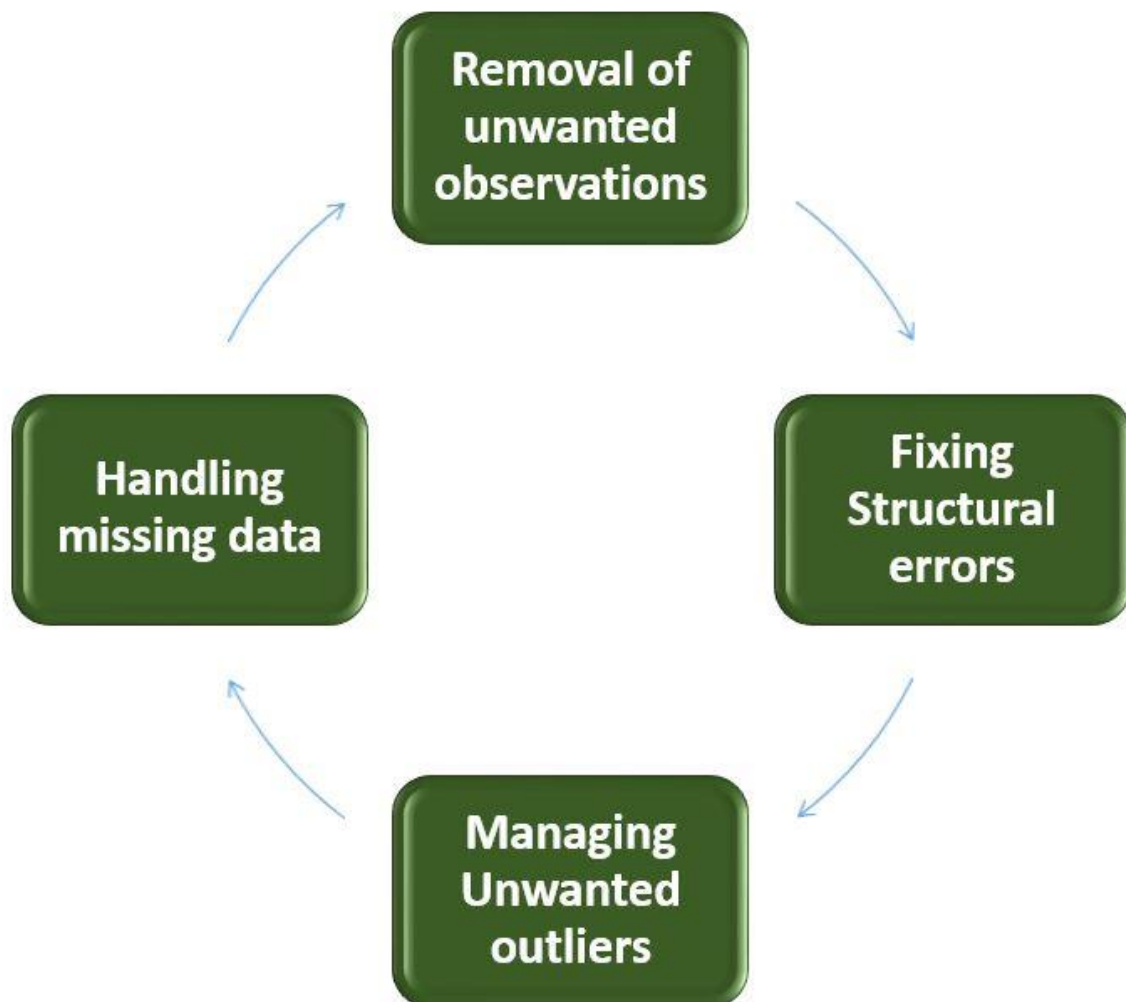 Removal of
unwanted
observations
Fixing
Structural
errors
Managing
Unwanted
outliers
Handling
missing data